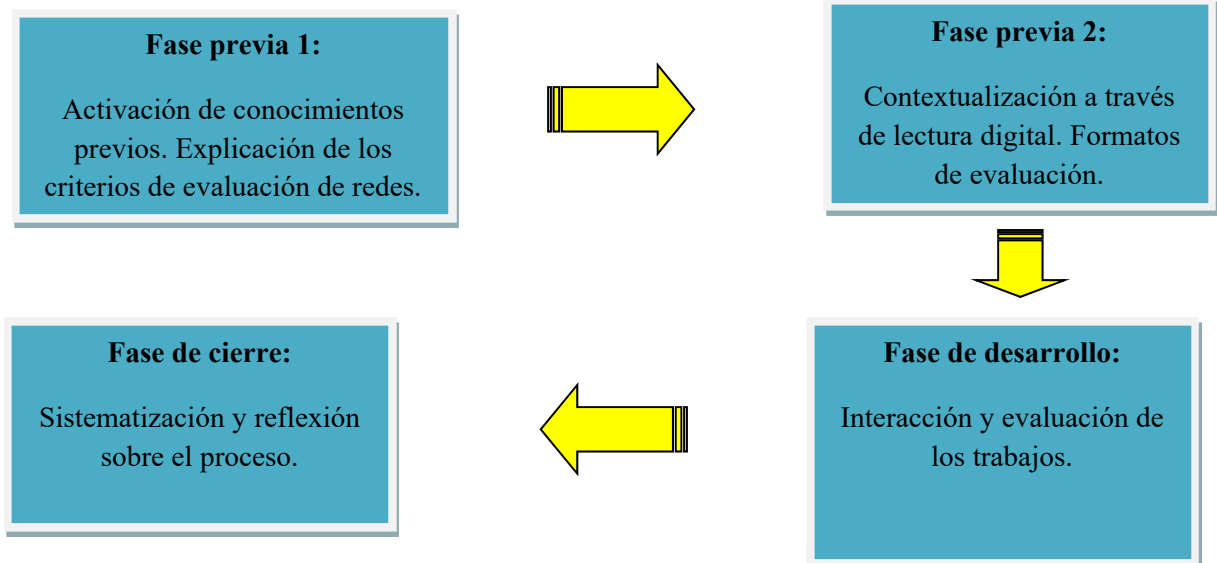 Fase previa 1:
Activación de conocimientos
previos. Explicación de los
criterios de evaluación de redes.
Fase previa 2:
Contextualización a través
de lectura digital. Formatos
de evaluación.
Fase de desarrollo:
Interacción y evaluación de
los trabajos.
Fase de cierre:
Sistematización y reflexión
sobre el proceso.